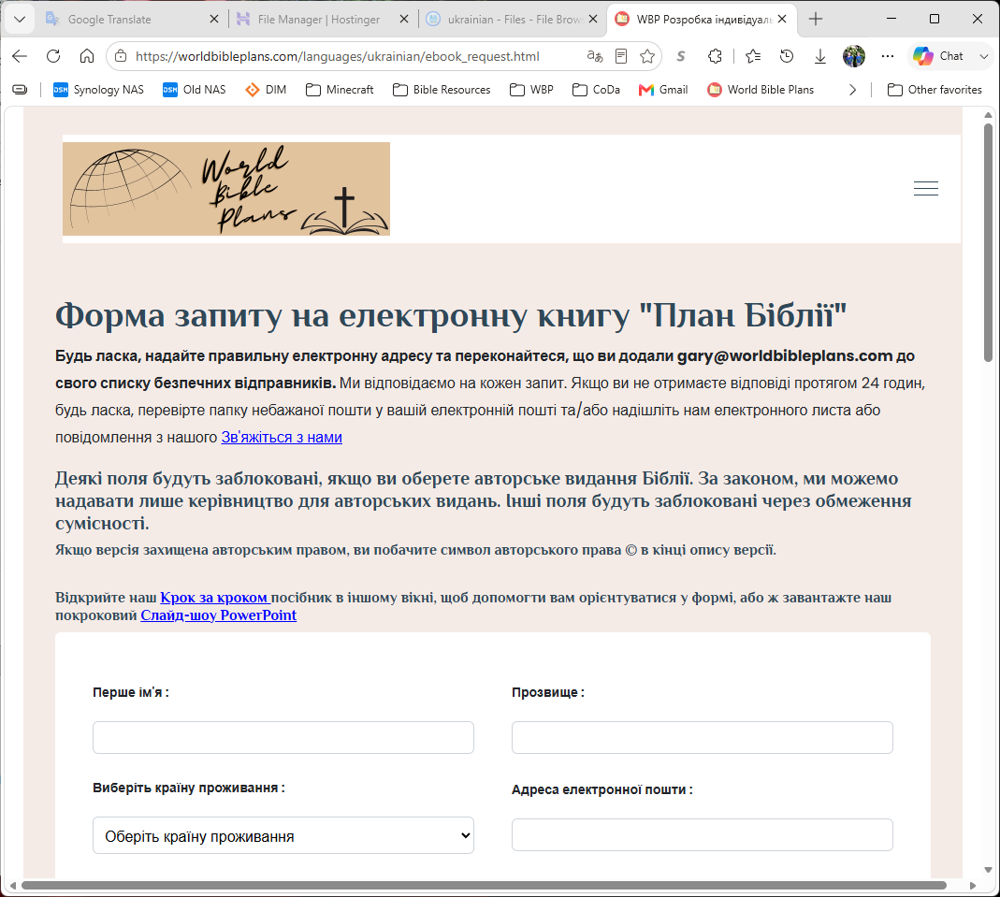 Google Translate
File Manager | Hostinger
ukrainian - Files - File Brows
WBP Розробка індивідуаль
https://worldbibleplans.com/languages/ukrainian/ebook_request.html
Chat
Synology NAS
Old NAS
DIM
Minecraft
Bible Resources
WBP
CoDa
Gmail
World Bible Plans
Other favorites
World
Bible
Plans
Форма запиту на електронну книгу "План Біблії"
Будь ласка, надайте правильну електронну адресу та переконайтеся, що ви додали gary@worldbibleplans.com до
свого списку безпечних відправників. Ми відповідаємо на кожен запит. Якщо ви не отримаєте відповіді протягом 24 годин,
будь ласка, перевірте папку небажаної пошти у вашій електронній пошті та/або надішліть нам електронного листа або
повідомлення з нашого Зв'яжіться з нами
Деякі поля будуть заблоковані, якщо ви оберете авторське видання Біблії. За законом, ми можемо
надавати лише керівництво для авторських видань. Інші поля будуть заблоковані через обмеження
сумісності.
Якщо версія захищена авторським правом, ви побачите символ авторського права © в кінці опису версії.
Відкрийте наш Крок за кроком посібник в іншому вікні, щоб допомогти вам орієнтуватися у формі, або ж завантажте наш
покроковий Слайд-шоу PowerPoint
Перше ім'я :
Прозвище :
Виберіть країну проживання :
Адреса електронної пошти :
Оберіть країну проживання